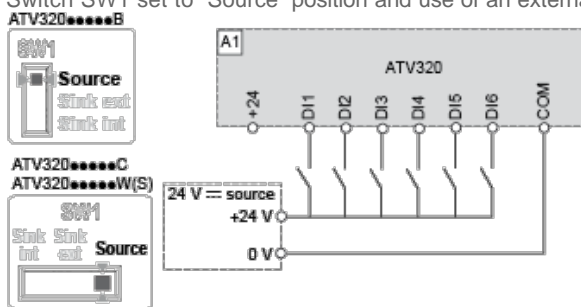 Switch SW1 set to "Source" position and use of an externa
ATV320●●●●●B
SW1
Source
Sink ext
Sink int
ATV320●●●●●C
ATV320●●●●●W(S)
SW1
Sink int
Sink ext
Source
A1
ATV320
+24
DI1
DI2
DI3
DI4
DI5
DI6
COM
24 V source
+24 V
0 V